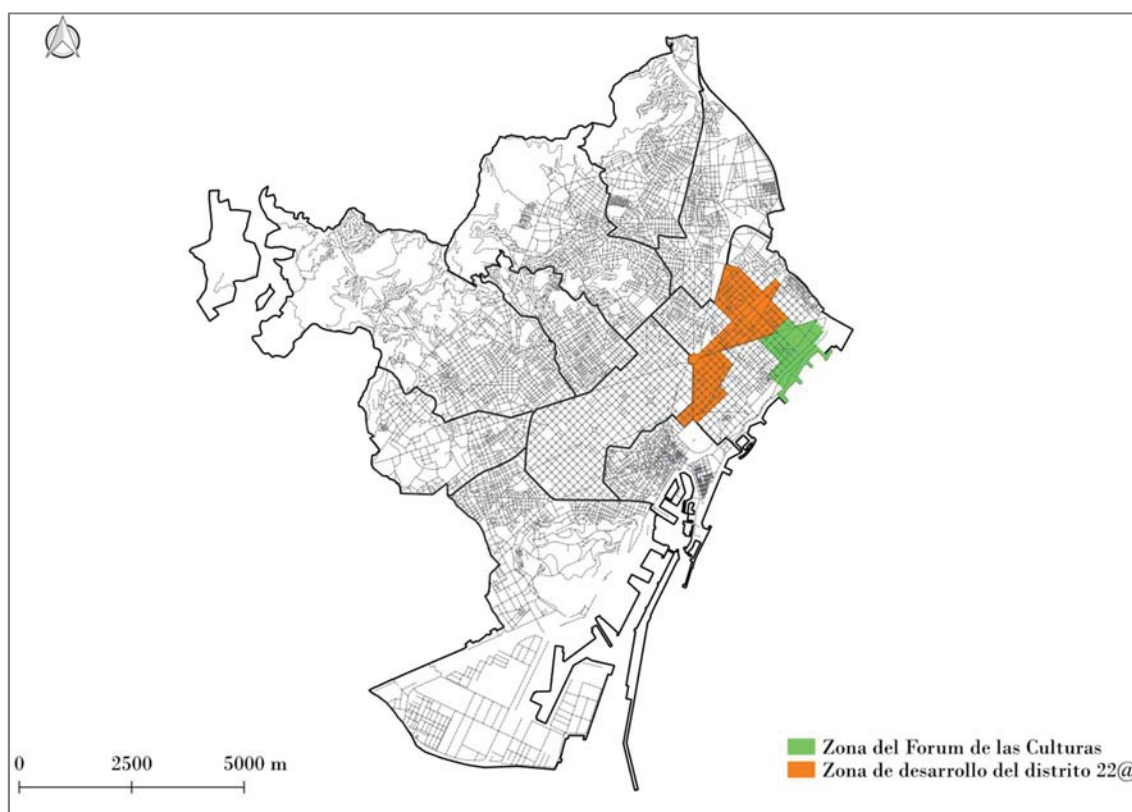 0 2500 5000 m
Zona del Forum de las Culturas
Zona de desarrollo del distrito 22@